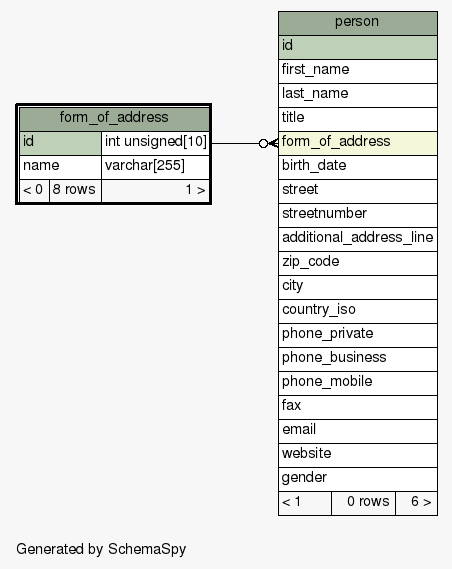 person
id
first_name
last_name
title
form_of_address
birth_date
street
streetnumber
additional_address_line
zip_code
city
country_iso
phone_private
phone_business
phone_mobile
fax
email
website
gender
< 1 0 rows 6 >
form_of_address
id int unsigned[10]
name varchar[255]
< 0 8 rows 1 >
Generated by SchemaSpy